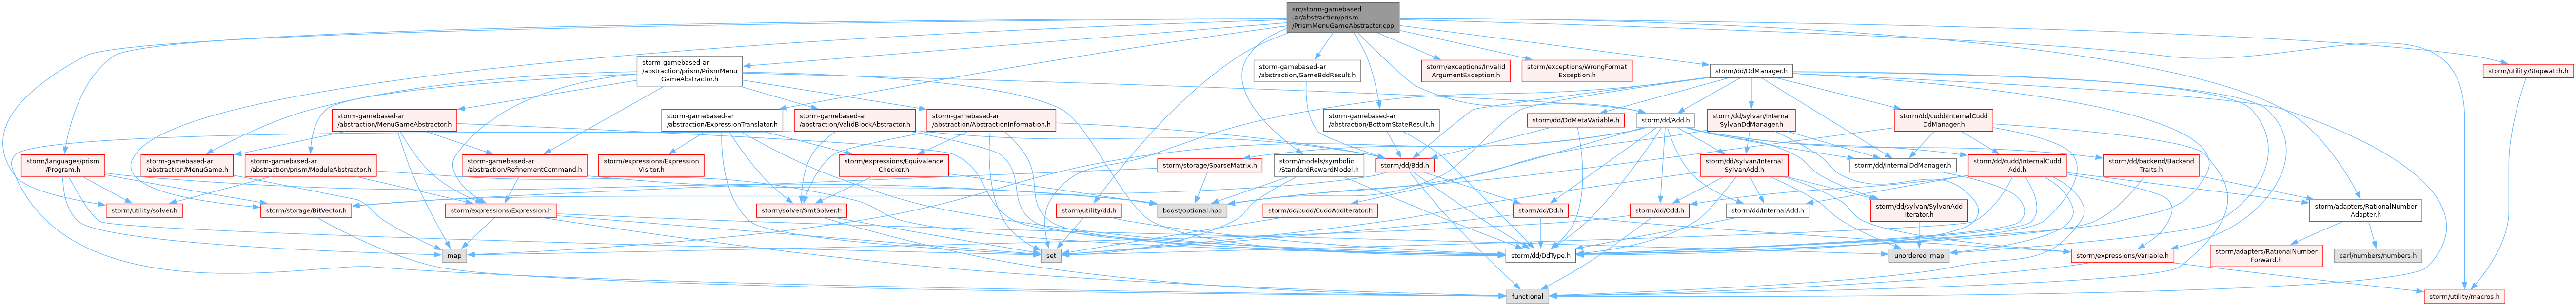 src/storm-gamebased
-ar/abstraction/prism
/PrismMenuGameAbstractor.cpp
storm-gamebased-ar
/abstraction/prism/PrismMenu
GameAbstractor.h
storm-gamebased-ar
/abstraction/GameBddResult.h
storm/exceptions/Invalid
ArgumentException.h
storm/exceptions/WrongFormat
Exception.h
storm/dd/DdManager.h
storm/utility/Stopwatch.h
storm-gamebased-ar
/abstraction/MenuGameAbstractor.h
storm-gamebased-ar
/abstraction/ExpressionTranslator.h
storm-gamebased-ar
/abstraction/ValidBlockAbstractor.h
storm-gamebased-ar
/abstraction/AbstractionInformation.h
storm-gamebased-ar
/abstraction/BottomStateResult.h
storm/dd/DdMetaVariable.h
storm/dd/Add.h
storm/dd/sylvan/Internal
SylvanDdManager.h
storm/dd/cudd/InternalCudd
DdManager.h
storm/languages/prism
/Program.h
storm-gamebased-ar
/abstraction/MenuGame.h
storm-gamebased-ar
/abstraction/prism/ModuleAbstractor.h
storm-gamebased-ar
/abstraction/RefinementCommand.h
storm/expressions/Expression
Visitor.h
storm/expressions/Equivalence
Checker.h
storm/storage/SparseMatrix.h
storm/models/symbolic
/StandardRewardModel.h
storm/dd/Bdd.h
storm/dd/sylvan/Internal
SylvanAdd.h
storm/dd/InternalDdManager.h
storm/dd/cudd/InternalCudd
Add.h
storm/dd/backend/Backend
Traits.h
storm/utility/solver.h
storm/storage/BitVector.h
storm/expressions/Expression.h
storm/solver/SmtSolver.h
boost/optional.hpp
storm/utility/dd.h
storm/dd/cudd/CuddAddIterator.h
storm/dd/Dd.h
storm/dd/Odd.h
storm/dd/InternalAdd.h
storm/dd/sylvan/SylvanAdd
Iterator.h
storm/adapters/RationalNumber
Adapter.h
map
set
storm/dd/DdType.h
unordered_map
storm/expressions/Variable.h
storm/adapters/RationalNumber
Forward.h
carl/numbers/numbers.h
functional
storm/utility/macros.h